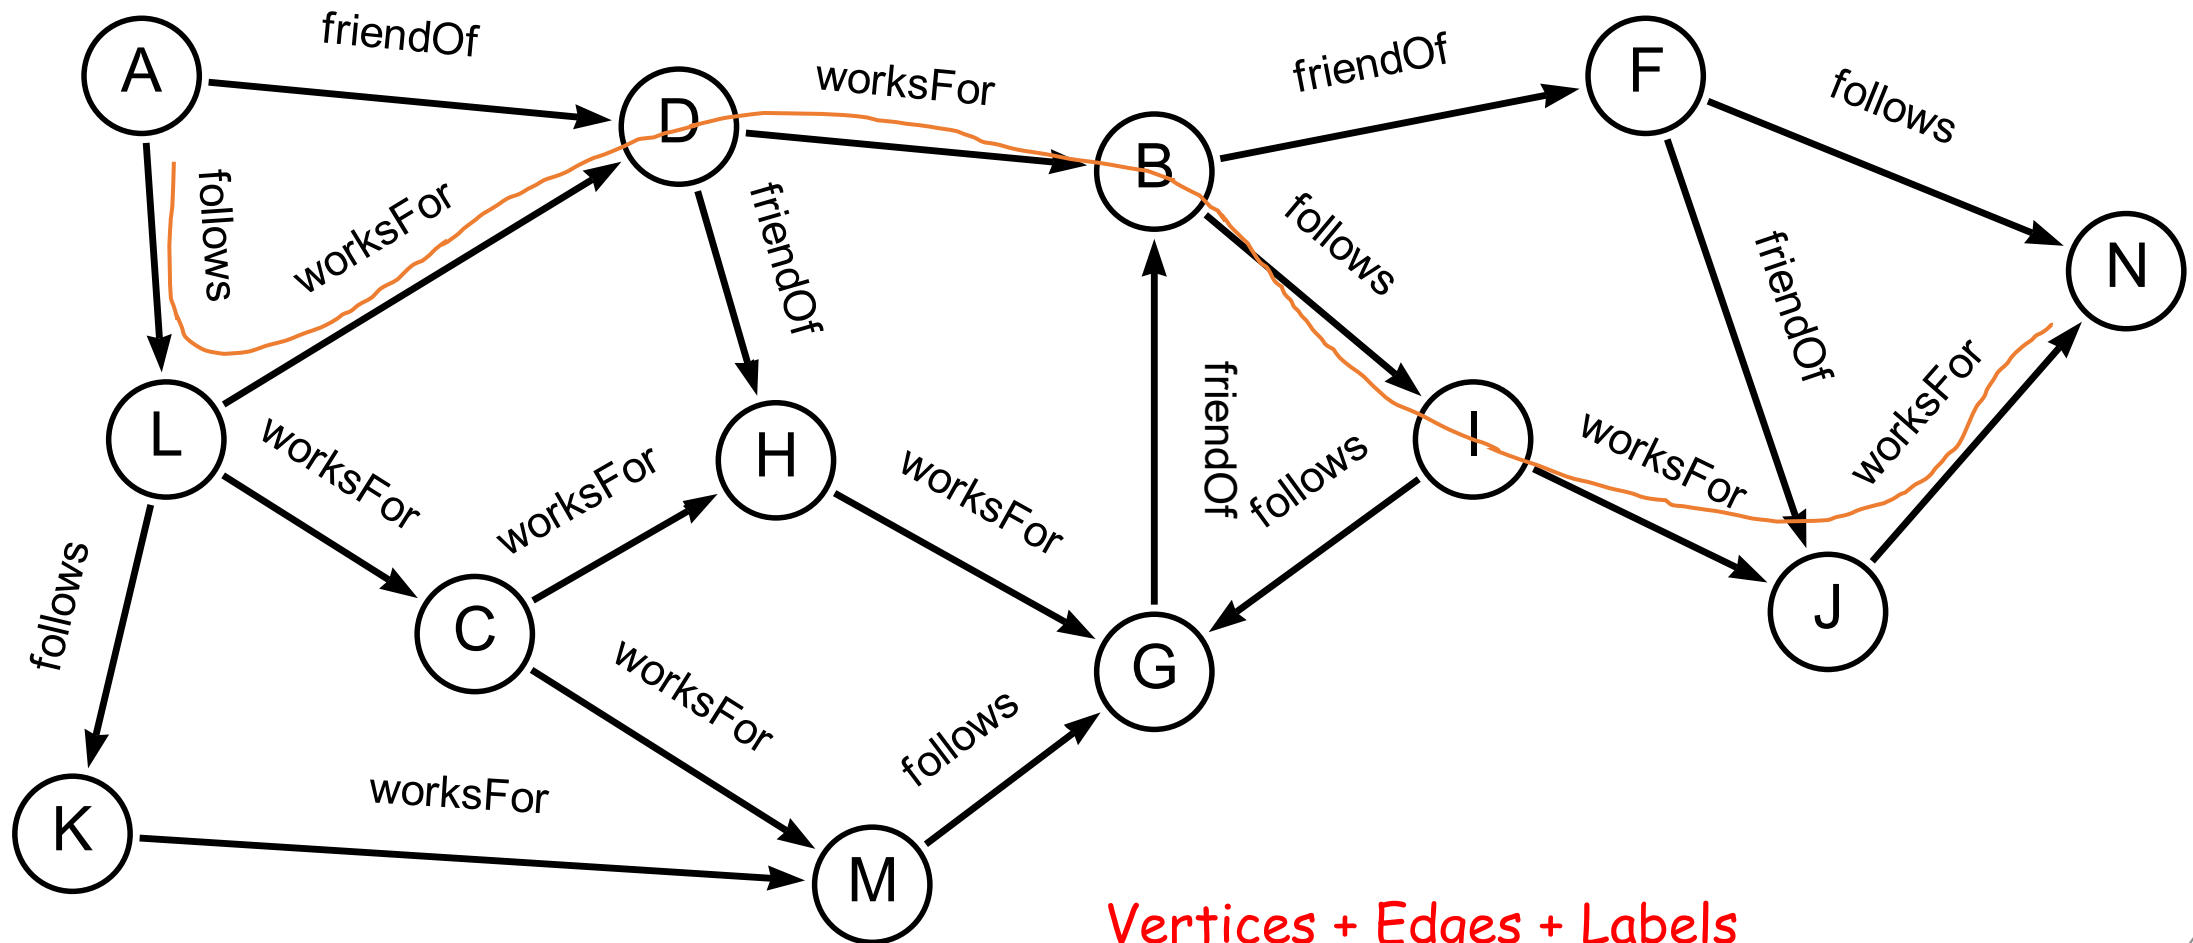 A
friendOf
D
worksFor
B
friendOf
F
follows
N
follows
worksFor
friendOf
follows
friendOf
worksFor
L
worksFor
H
worksFor
friendOf
follows
I
worksFor
J
follows
worksFor
C
worksFor
G
follows
K
worksFor
M
Vertices + Edges + Labels